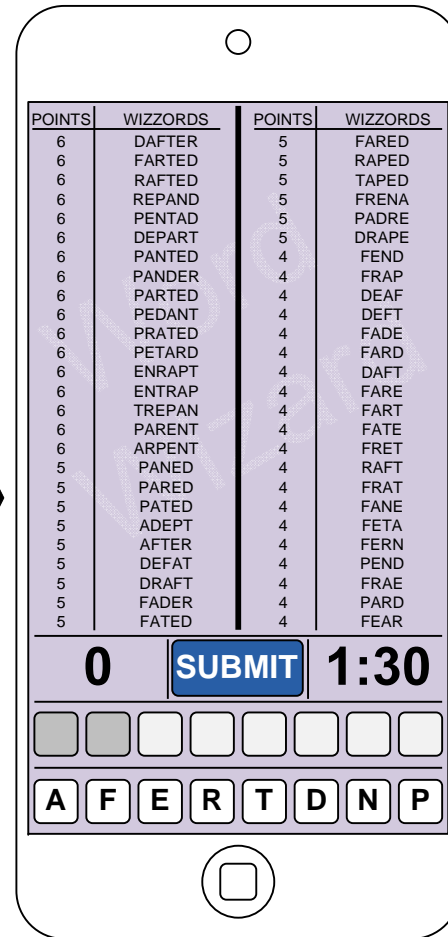 POINTS WIZZORDS POINTS WIZZORDS
6 DAFTER 5 FARED
6 FARTED 5 RAPED
6 RAFTED 5 TAPED
6 REPAND 5 FRENA
6 PENTAD 5 PADRE
6 DEPART 5 DRAPE
6 PANTED 4 FEND
6 PANDER 4 FRAP
6 PARTED 4 DEAF
6 PEDANT 4 DEFT
6 PRATED 4 FADE
6 PETARD 4 FARD
6 ENRAPT 4 DAFT
6 ENTRAP 4 FARE
6 TREPAN 4 FART
6 PARENT 4 FATE
6 ARPENT 4 FRET
5 PANED 4 RAFT
5 PARED 4 FRAT
5 PATED 4 FANE
5 ADEPT 4 FETA
5 AFTER 4 FERN
5 DEFAT 4 PEND
5 DRAFT 4 FRAE
5 FADER 4 PARD
5 FATED 4 FEAR
Word
Wizard
0 SUBMIT 1:30
A F E R T D N P